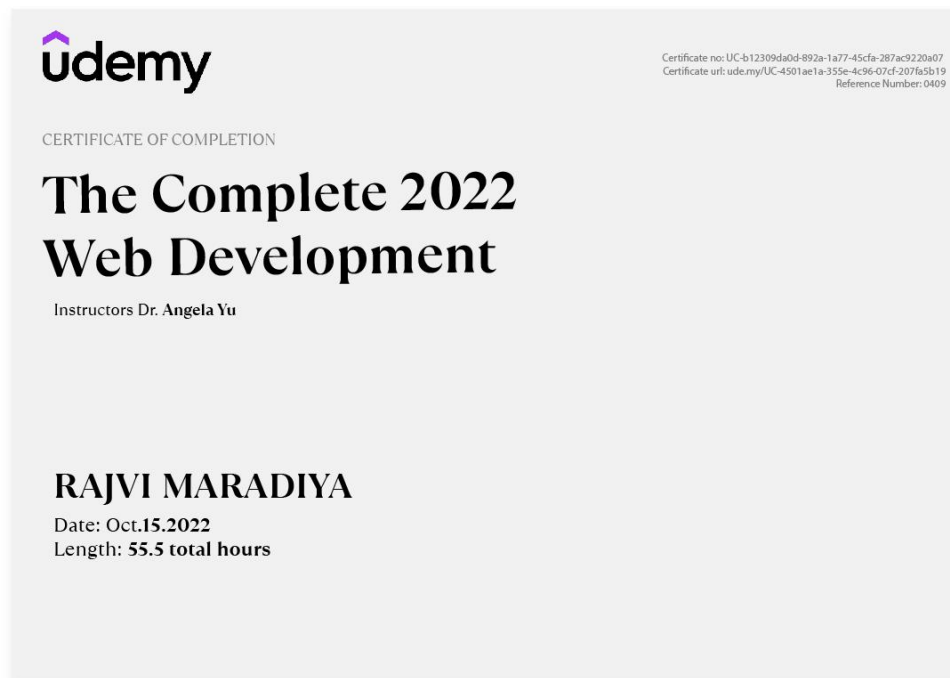 udemy
Certificate no: UC-b12309da0d-892a-1a77-45cfa-287ac9220a07
Certificate url: ude.my/UC-4501ae1a-355e-4c96-07cf-207fa5b19
Reference Number: 0409
CERTIFICATE OF COMPLETION
The Complete 2022
Web Development
Instructors Dr. Angela Yu
RAJVI MARADIYA
Date: Oct.15.2022
Length: 55.5 total hours